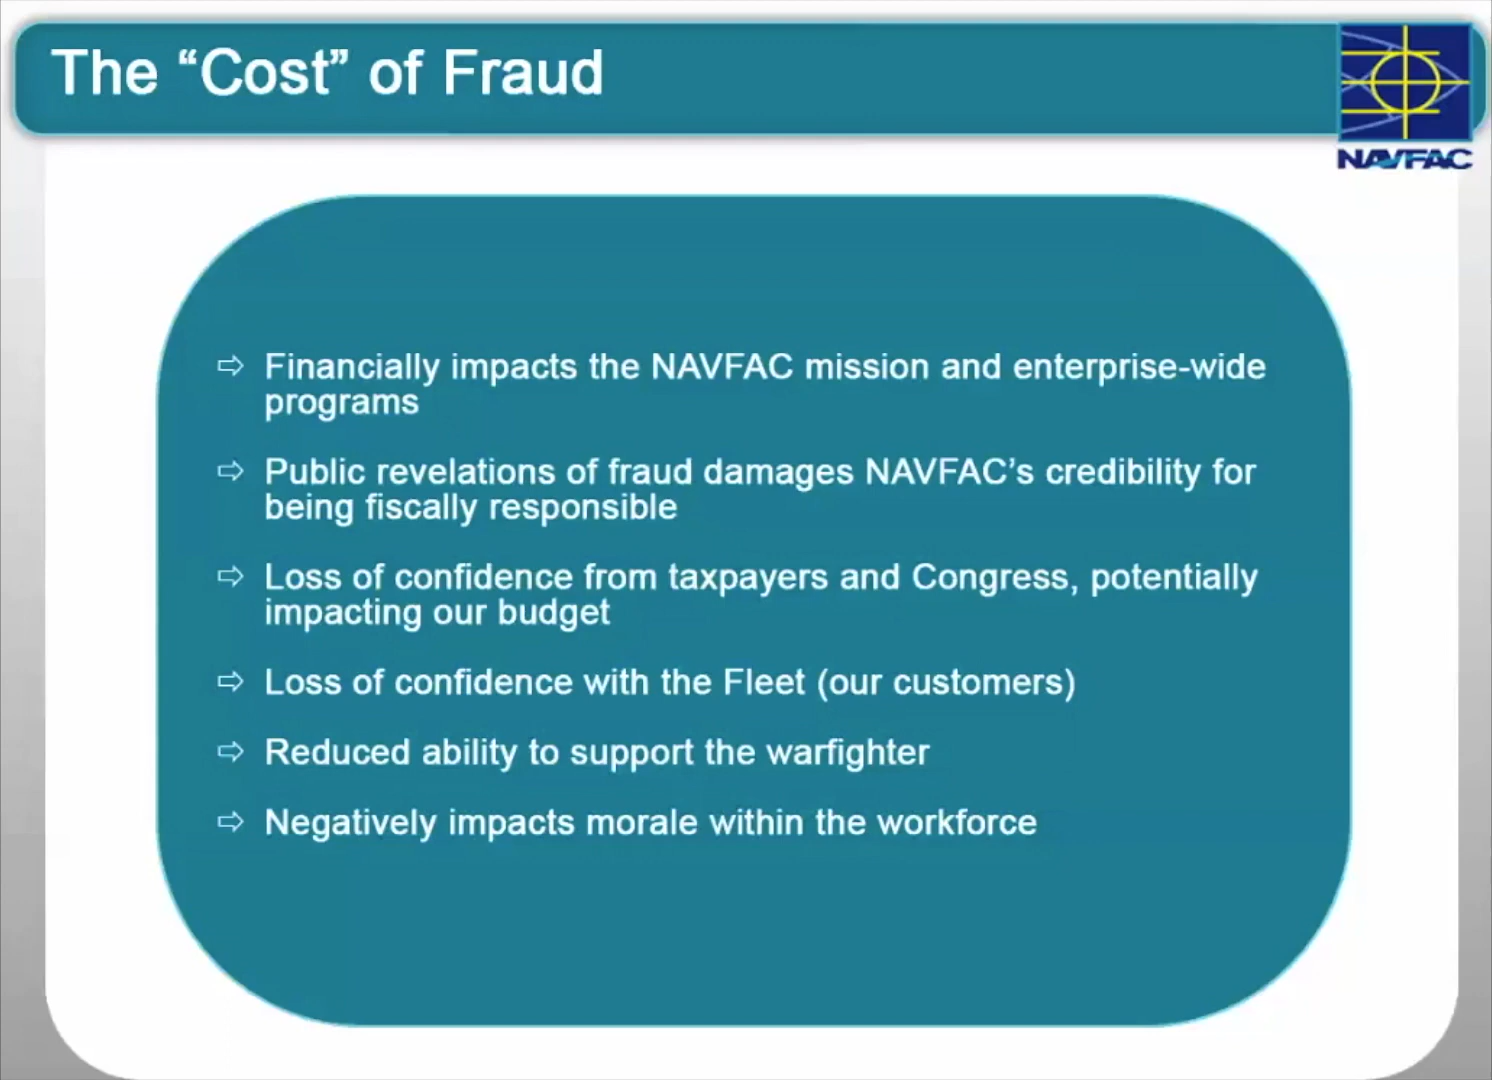 The “Cost” of Fraud
NAVFAC
⇨ Financially impacts the NAVFAC mission and enterprise-wide
programs
⇨ Public revelations of fraud damages NAVFAC’s credibility for
being fiscally responsible
⇨ Loss of confidence from taxpayers and Congress, potentially
impacting our budget
⇨ Loss of confidence with the Fleet (our customers)
⇨ Reduced ability to support the warfighter
⇨ Negatively impacts morale within the workforce